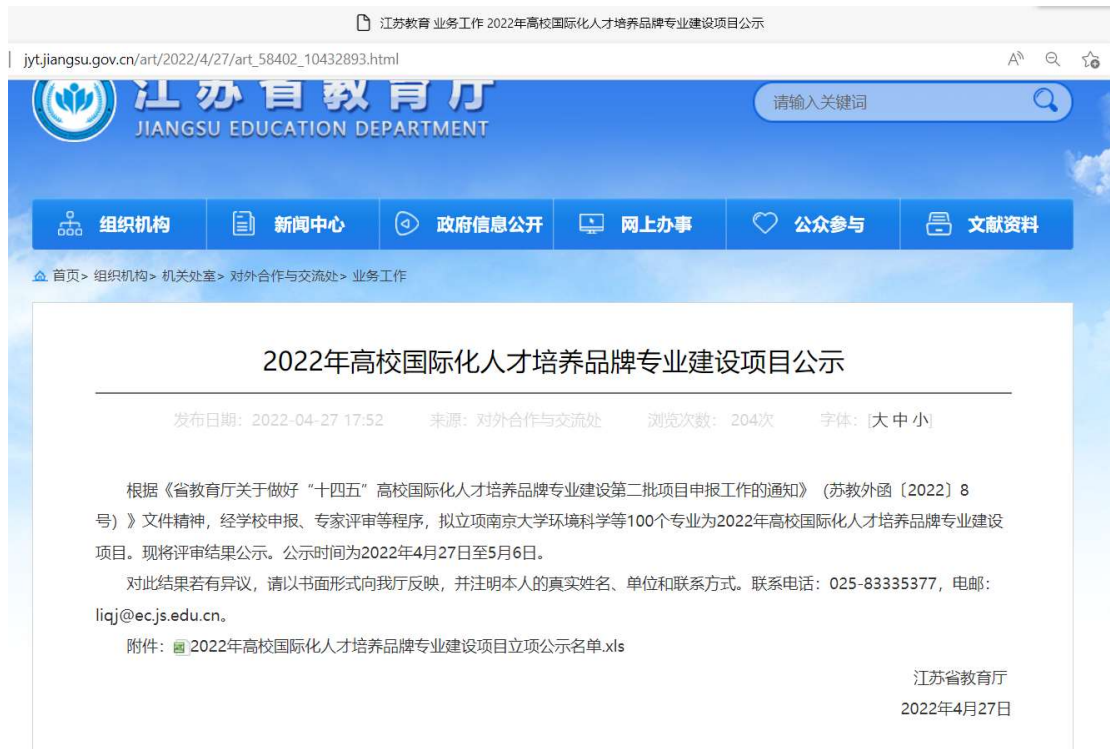 江苏教育 业务工作 2022年高校国际化人才培养品牌专业建设项目公示
jyt.jiangsu.gov.cn/art/2022/4/27/art_58402_10432893.html
江苏省教育厅
请输入关键词
JIANGSU EDUCATION DEPARTMENT
组织机构 新闻中心 政府信息公开 网上办事 公众参与 文献资料
首页> 组织机构> 机关处室> 对外合作与交流处> 业务工作
2022年高校国际化人才培养品牌专业建设项目公示
发布日期：2022-04-27 17:52 来源：对外合作与交流处 浏览次数：204次 字体：[大 中 小]
根据《省教育厅关于做好“十四五”高校国际化人才培养品牌专业建设第二批项目申报工作的通知》（苏教外函〔2022〕8
号）》文件精神，经学校申报、专家评审等程序，拟立项南京大学环境科学等100个专业为2022年高校国际化人才培养品牌专业建设
项目。现将评审结果公示。公示时间为2022年4月27日至5月6日。
对此结果若有异议，请以书面形式向我厅反映，并注明本人的真实姓名、单位和联系方式。联系电话：025-83335377，电邮：
liqj@ec.js.edu.cn。
附件：2022年高校国际化人才培养品牌专业建设项目立项公示名单.xls
江苏省教育厅
2022年4月27日